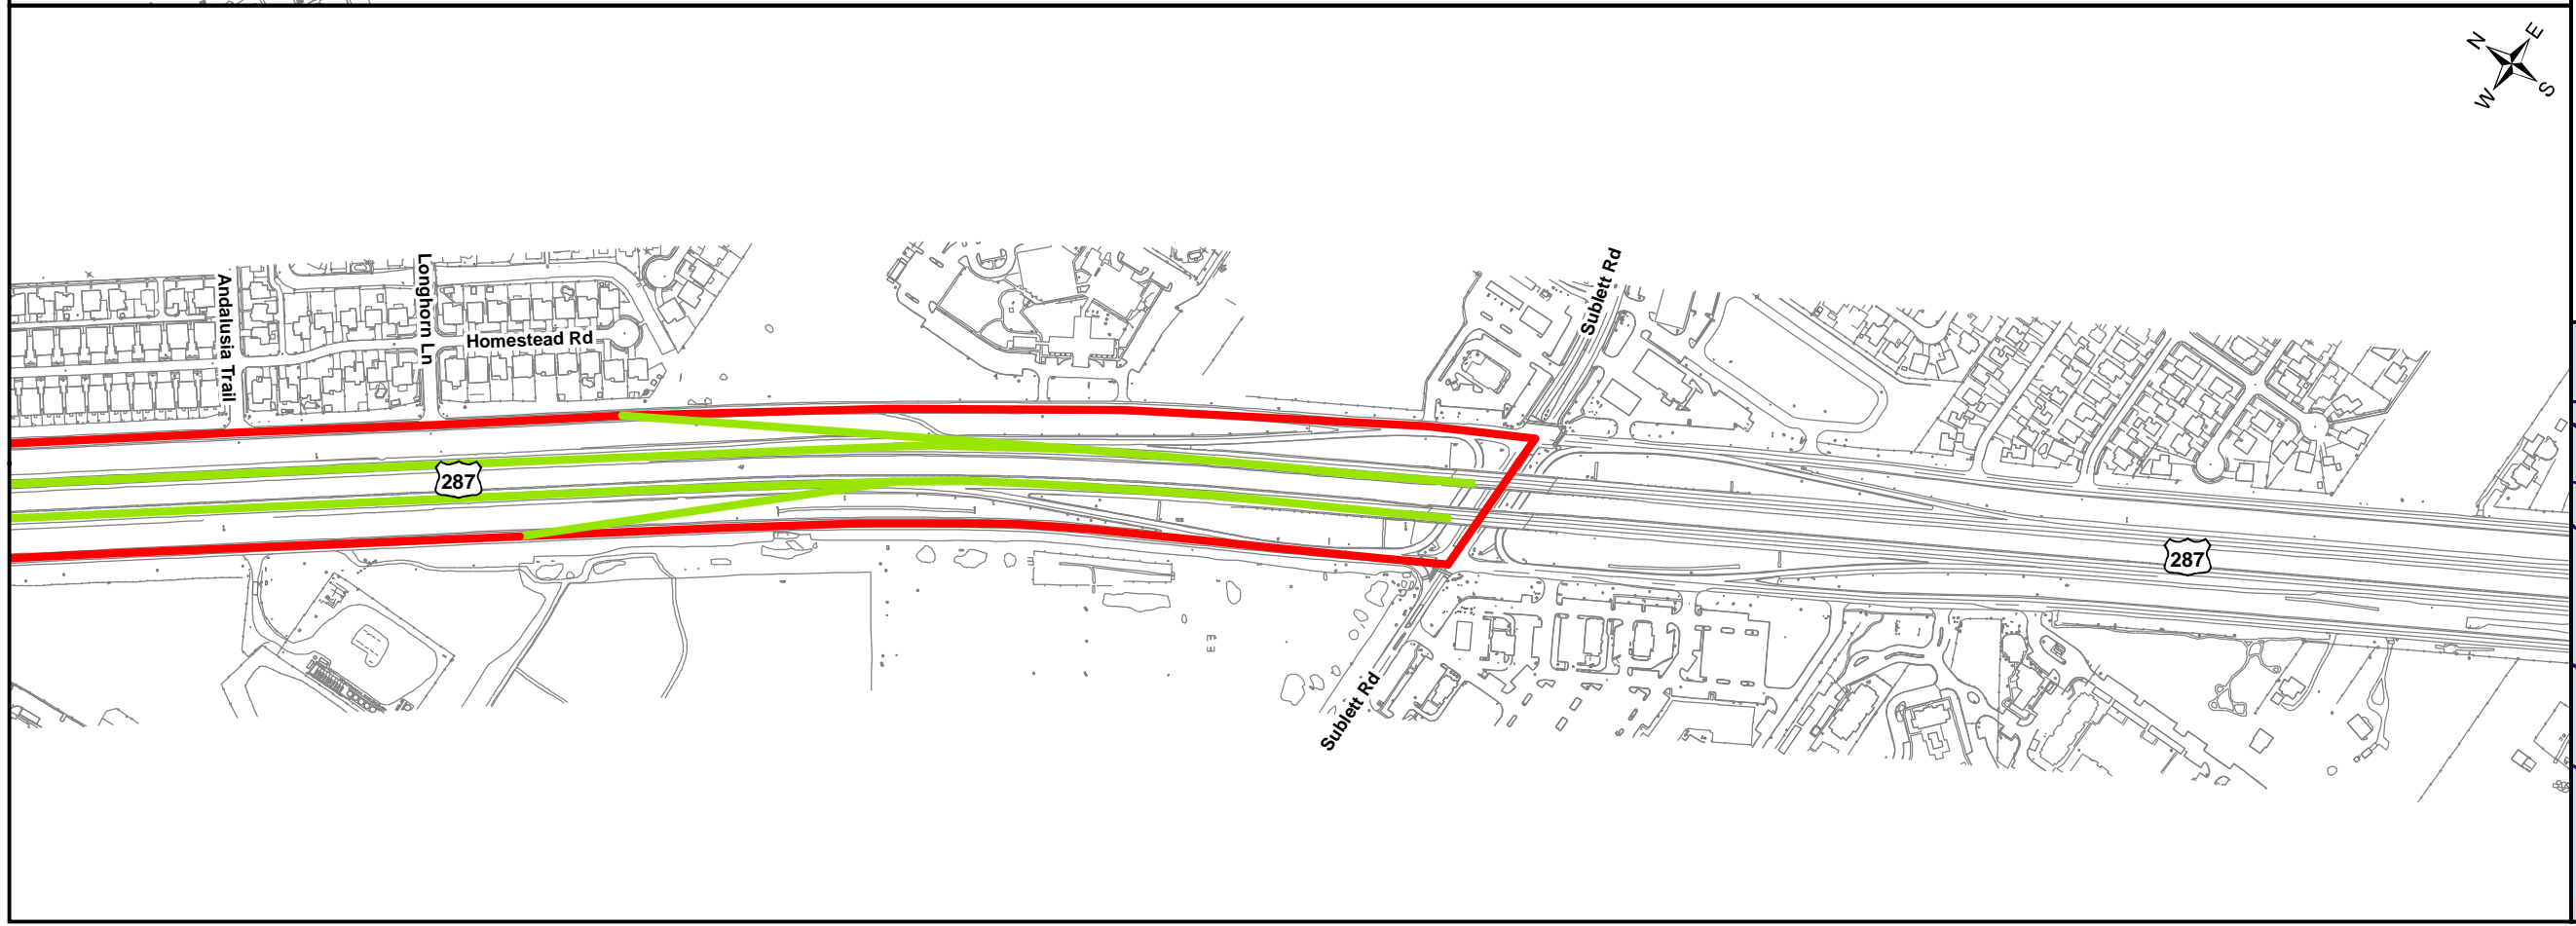 N
E
W
S
Andalusia Trail
Longhorn Ln
Homestead Rd
Sublett Rd
287
287
Sublett Rd